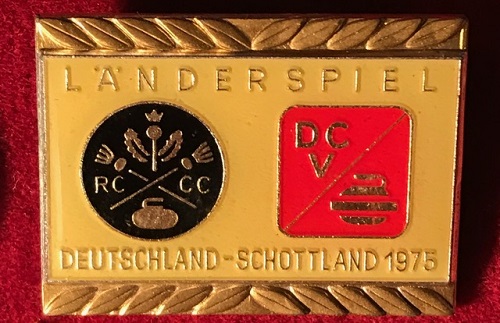 LÄNDERSPIEL
RC CC
DC
V
DEUTSCHLAND-SCHOTTLAND 1975